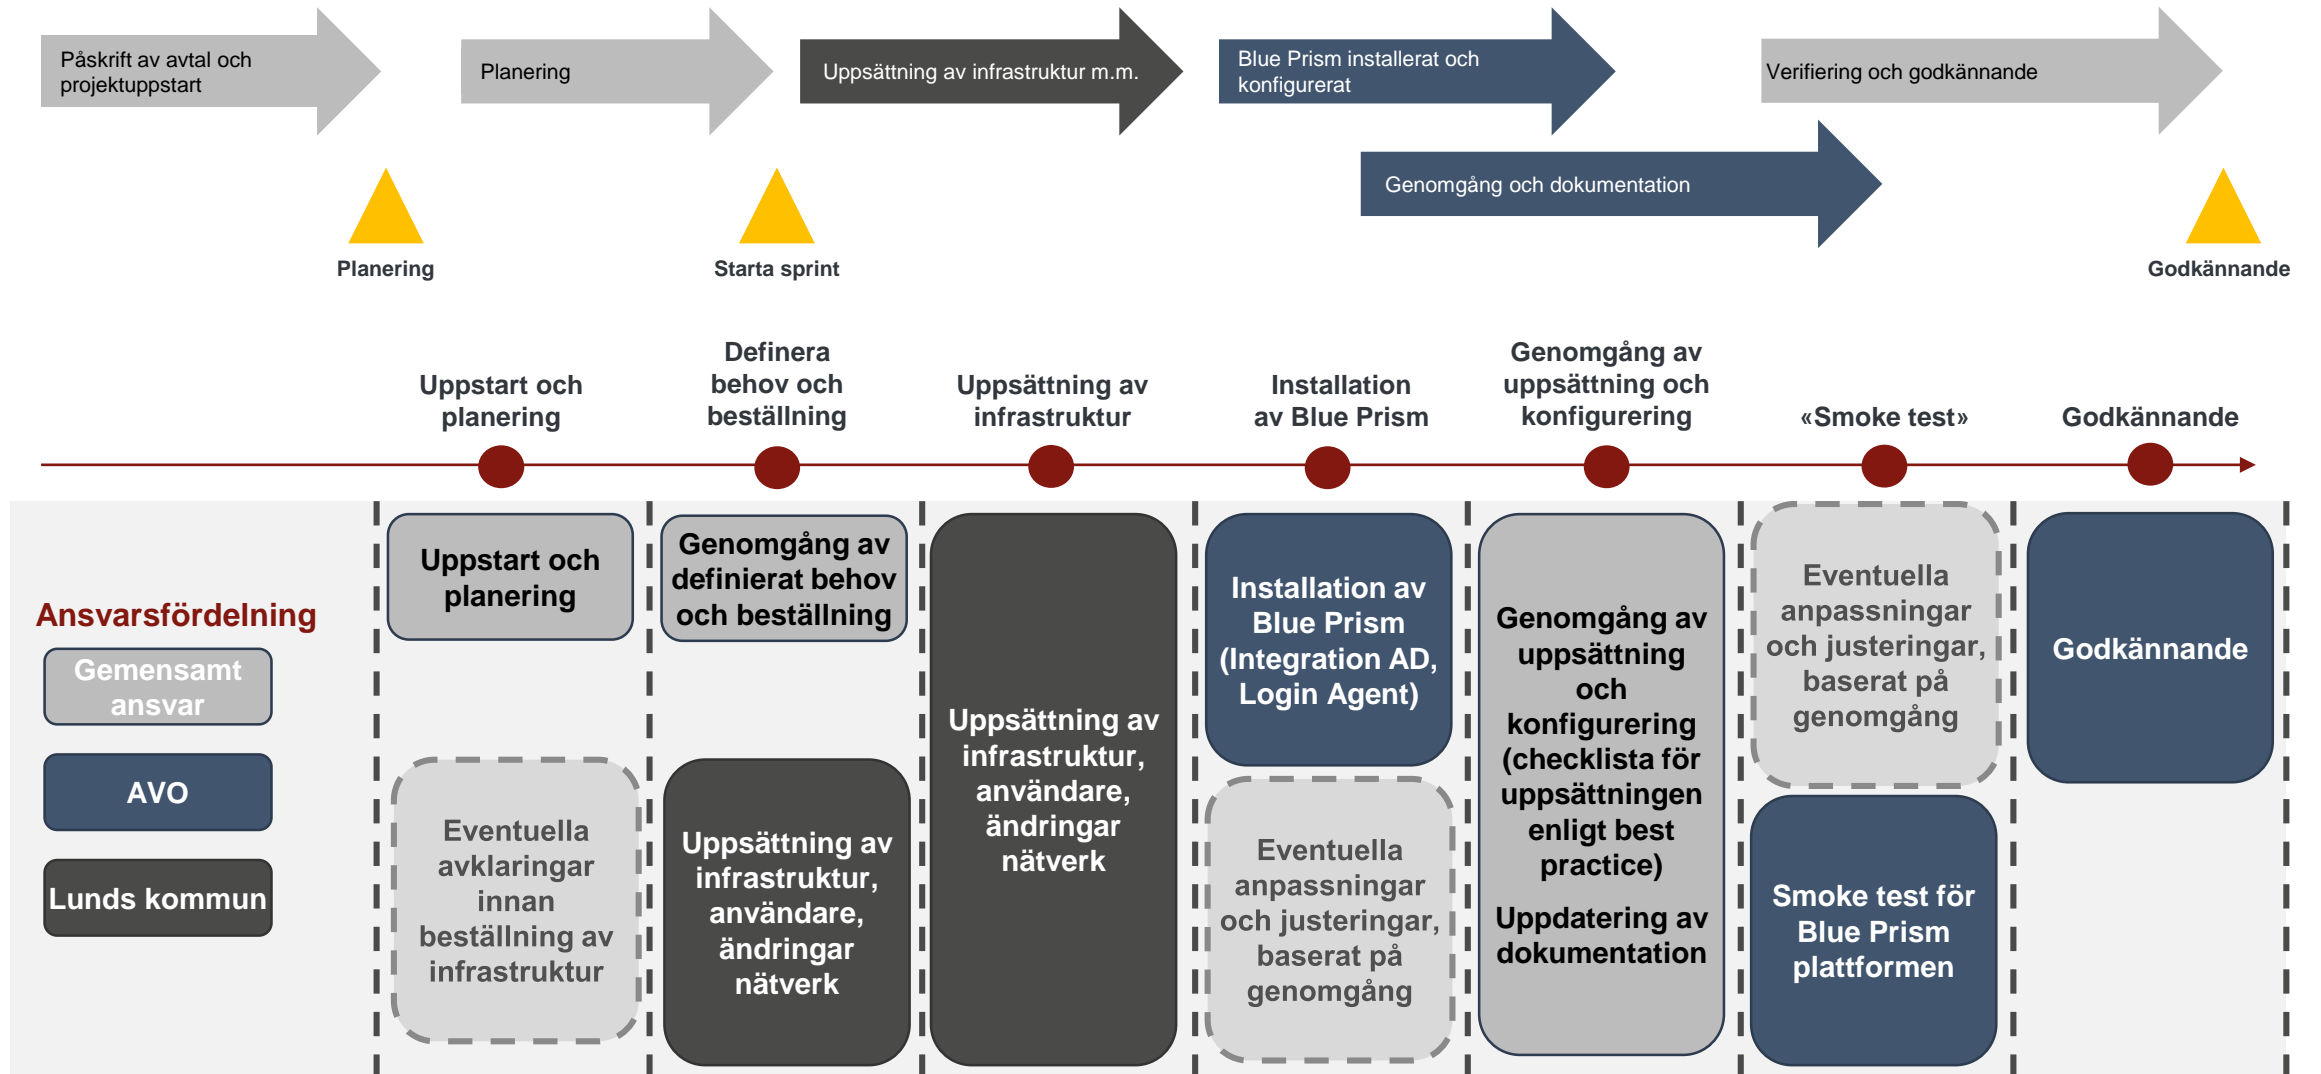 Påskrift av avtal och
projektuppstart
Planering
Uppsättning av infrastruktur m.m.
Blue Prism installerat och
konfigurerat
Verifiering och godkännande
Genomgång och dokumentation
Planering
Starta sprint
Godkännande
Uppstart och
planering
Definera
behov och
beställning
Uppsättning av
infrastruktur
Installation
av Blue Prism
Genomgång av
uppsättning och
konfigurering
«Smoke test»
Godkännande
Ansvarsfördelning
Gemensamt
ansvar
AVO
Lunds kommun
Uppstart och
planering
Eventuella
avklaringar
innan
beställning av
infrastruktur
Genomgång av
definierat behov
och beställning
Uppsättning av
infrastruktur,
användare,
ändringar
nätverk
Uppsättning av
infrastruktur,
användare,
ändringar
nätverk
Installation av
Blue Prism
(Integration AD,
Login Agent)
Eventuella
anpassningar
och justeringar,
baserat på
genomgång
Genomgång av
uppsättning
och
konfigurering
(checklista för
uppsättningen
enligt best
practice)
Uppdatering av
dokumentation
Eventuella
anpassningar
och justeringar,
baserat på
genomgång
Smoke test för
Blue Prism
plattformen
Godkännande